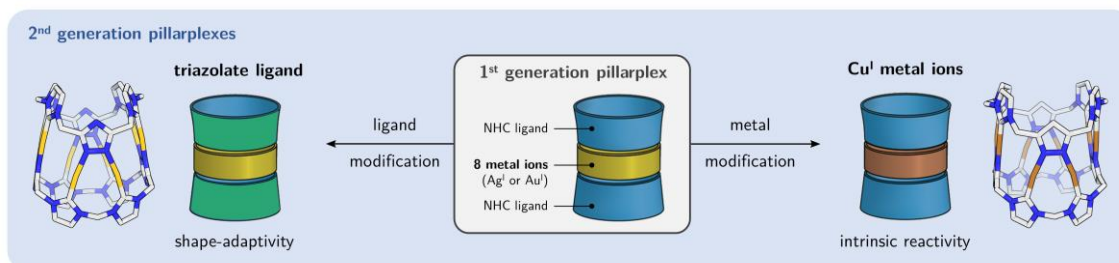 2nd generation pillarplexes
triazolate ligand
shape-adaptivity
ligand
modification
1st generation pillarplex
NHC ligand
8 metal ions
(AgI or AuI)
NHC ligand
metal
modification
CuI metal ions
intrinsic reactivity